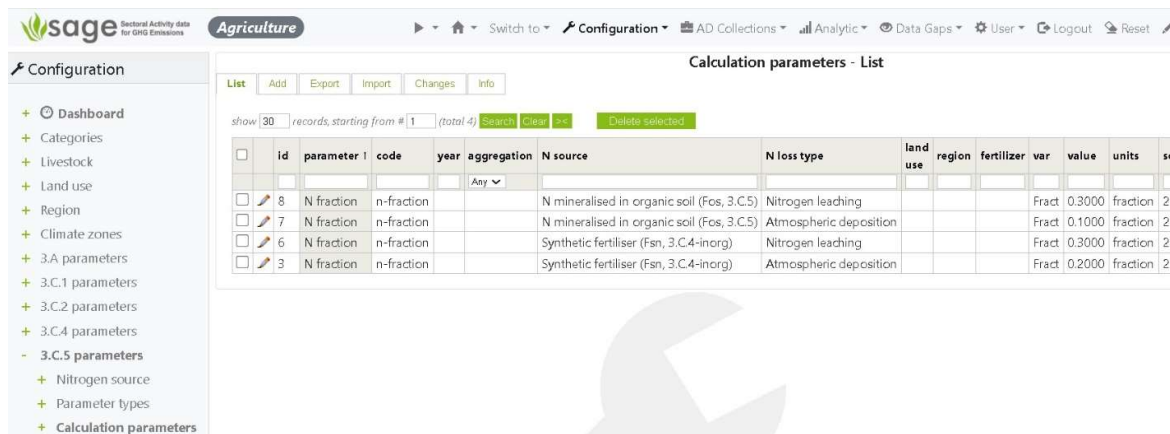 sage Sectoral Activity data for GHG Emissions
Agriculture
Switch to Configuration AD Collections Analytic Data Gaps User Logout Reset
Configuration
Dashboard
Categories
Livestock
Land use
Region
Climate zones
3.A parameters
3.C.1 parameters
3.C.2 parameters
3.C.4 parameters
3.C.5 parameters
Nitrogen source
Parameter types
Calculation parameters
Calculation parameters - List
List Add Export Import Changes Info
show 30 records, starting from # 1 (total 4) Search Clear >< Delete selected
id parameter ↑ code year aggregation N source N loss type land use region fertilizer var value units
Any
8 N fraction n-fraction N mineralised in organic soil (Fos, 3.C.5) Nitrogen leaching Fract 0.3000 fraction 2
7 N fraction n-fraction N mineralised in organic soil (Fos, 3.C.5) Atmospheric deposition Fract 0.1000 fraction 2
6 N fraction n-fraction Synthetic fertiliser (Fsn, 3.C.4-inorg) Nitrogen leaching Fract 0.3000 fraction 2
3 N fraction n-fraction Synthetic fertiliser (Fsn, 3.C.4-inorg) Atmospheric deposition Fract 0.2000 fraction 2